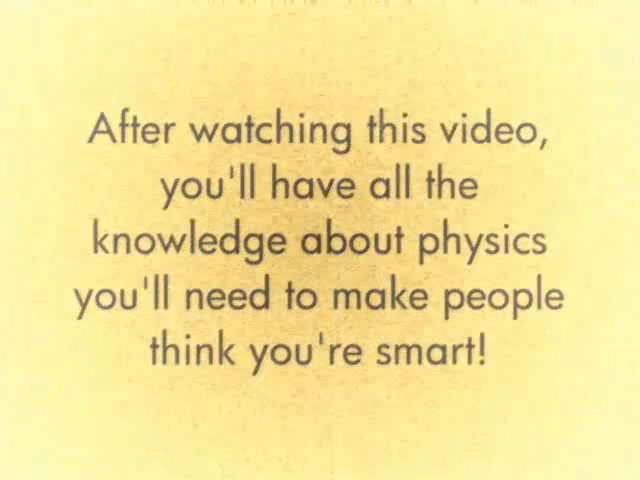 After watching this video,
you'll have all the
knowledge about physics
you'll need to make people
think you're smart!